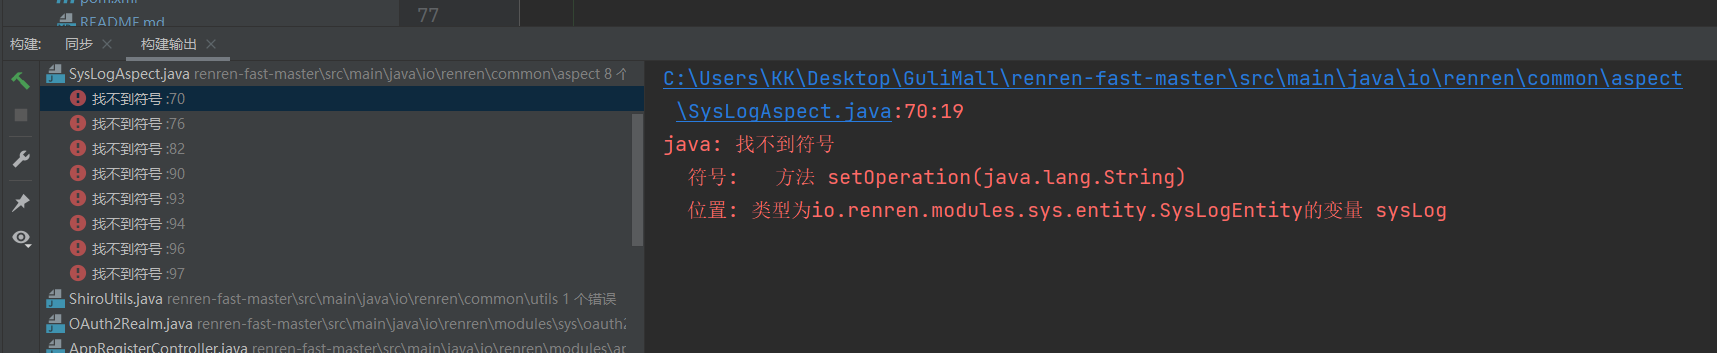 pom.xml
README.md
77
构建: 同步 × 构建输出 ×
SysLogAspect.java renren-fast-master\src\main\java\io\renren\common\aspect 8 个
找不到符号 :70
找不到符号 :76
找不到符号 :82
找不到符号 :90
找不到符号 :93
找不到符号 :94
找不到符号 :96
找不到符号 :97
ShiroUtils.java renren-fast-master\src\main\java\io\renren\common\utils 1 个错误
OAuth2Realm.java renren-fast-master\src\main\java\io\renren\modules\sys\oauth2
AppRegisterController.java renren-fast-master\src\main\java\io\renren\modules\ap
C:\Users\KK\Desktop\GuliMall\renren-fast-master\src\main\java\io\renren\common\aspect
\SysLogAspect.java:70:19
java: 找不到符号
符号: 方法 setOperation(java.lang.String)
位置: 类型为io.renren.modules.sys.entity.SysLogEntity的变量 sysLog